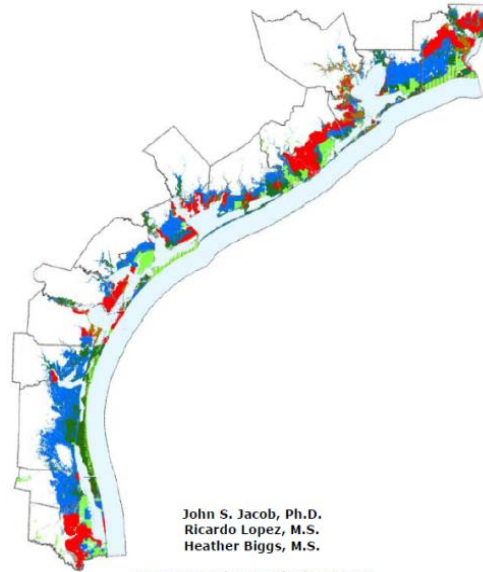 John S. Jacob, Ph.D.
Ricardo Lopez, M.S.
Heather Biggs, M.S.